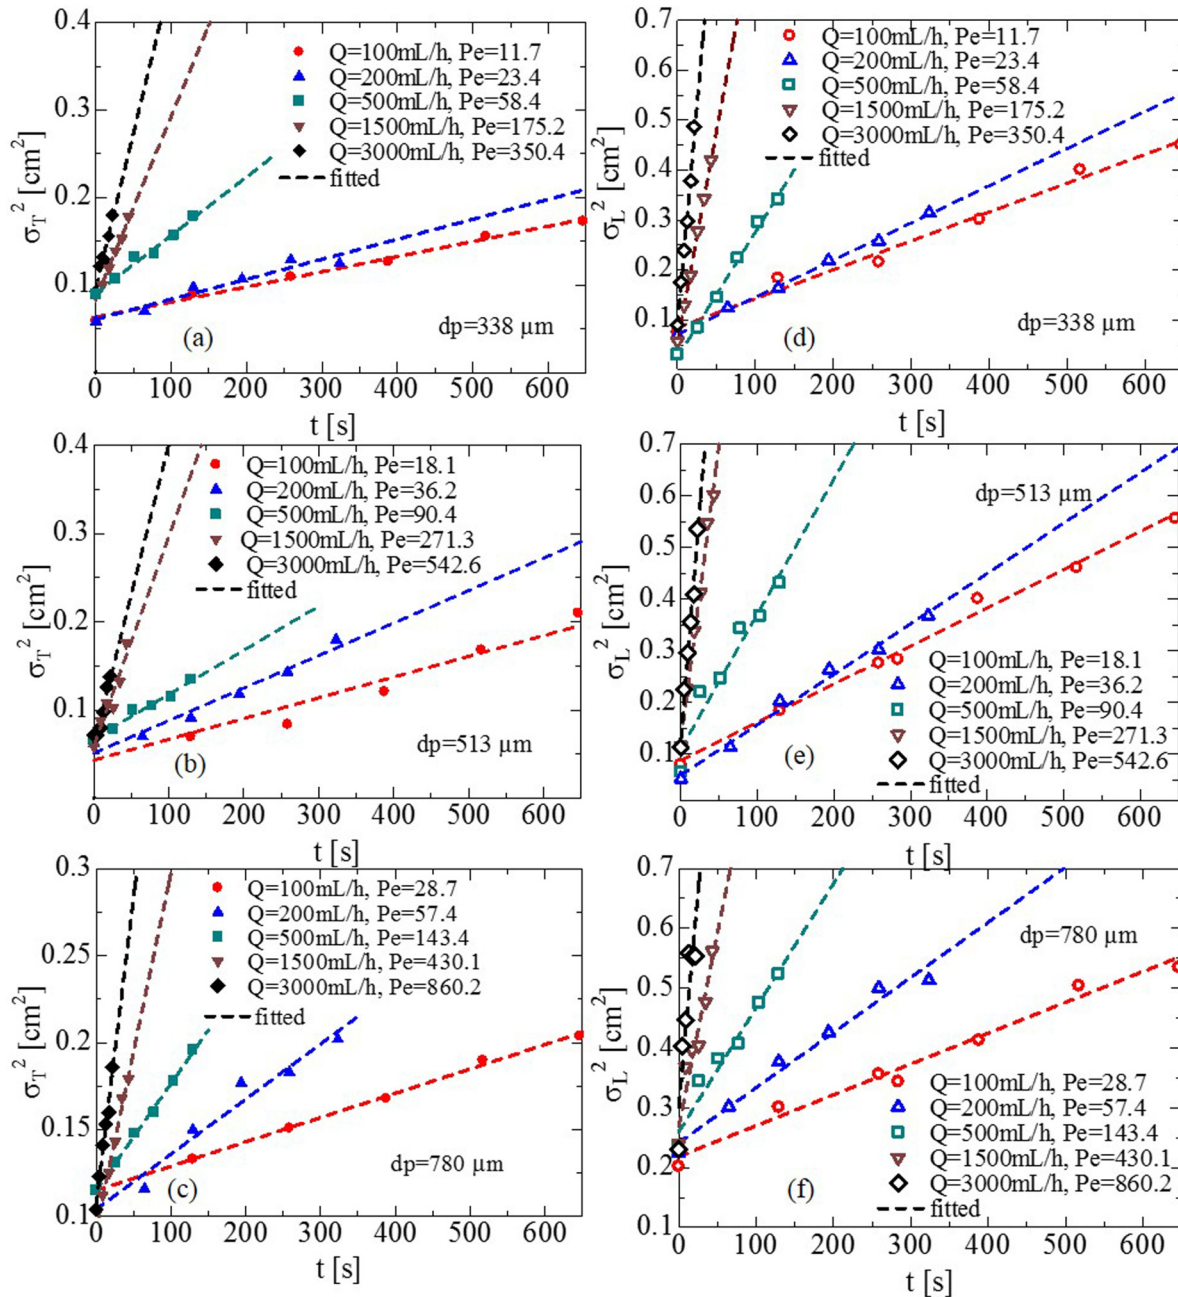 0.4
0.3
0.2
0.1
0
σT² [cm²]
Q=100mL/h, Pe=11.7
Q=200mL/h, Pe=23.4
Q=500mL/h, Pe=58.4
Q=1500mL/h, Pe=175.2
Q=3000mL/h, Pe=350.4
fitted
(a)
dp=338 µm
0 100 200 300 400 500 600
t [s]
0.7
0.6
0.5
0.4
0.3
0.2
0.1
σL² [cm²]
Q=100mL/h, Pe=11.7
Q=200mL/h, Pe=23.4
Q=500mL/h, Pe=58.4
Q=1500mL/h, Pe=175.2
Q=3000mL/h, Pe=350.4
fitted
(d)
dp=338 µm
0 100 200 300 400 500 600
t [s]
0.4
0.3
0.2
0.1
0
σT² [cm²]
Q=100mL/h, Pe=18.1
Q=200mL/h, Pe=36.2
Q=500mL/h, Pe=90.4
Q=1500mL/h, Pe=271.3
Q=3000mL/h, Pe=542.6
fitted
(b)
dp=513 µm
0 100 200 300 400 500 600
t [s]
0.7
0.6
0.5
0.4
0.3
0.2
0.1
σL² [cm²]
dp=513 µm
Q=100mL/h, Pe=18.1
Q=200mL/h, Pe=36.2
Q=500mL/h, Pe=90.4
Q=1500mL/h, Pe=271.3
Q=3000mL/h, Pe=542.6
fitted
(e)
0 100 200 300 400 500 600
t [s]
0.3
0.25
0.2
0.15
0.1
σT² [cm²]
Q=100mL/h, Pe=28.7
Q=200mL/h, Pe=57.4
Q=500mL/h, Pe=143.4
Q=1500mL/h, Pe=430.1
Q=3000mL/h, Pe=860.2
fitted
(c)
dp=780 µm
0 100 200 300 400 500 600
t [s]
0.7
0.6
0.5
0.4
0.3
0.2
0.1
σL² [cm²]
dp=780 µm
Q=100mL/h, Pe=28.7
Q=200mL/h, Pe=57.4
Q=500mL/h, Pe=143.4
Q=1500mL/h, Pe=430.1
Q=3000mL/h, Pe=860.2
fitted
(f)
0 100 200 300 400 500 600
t [s]